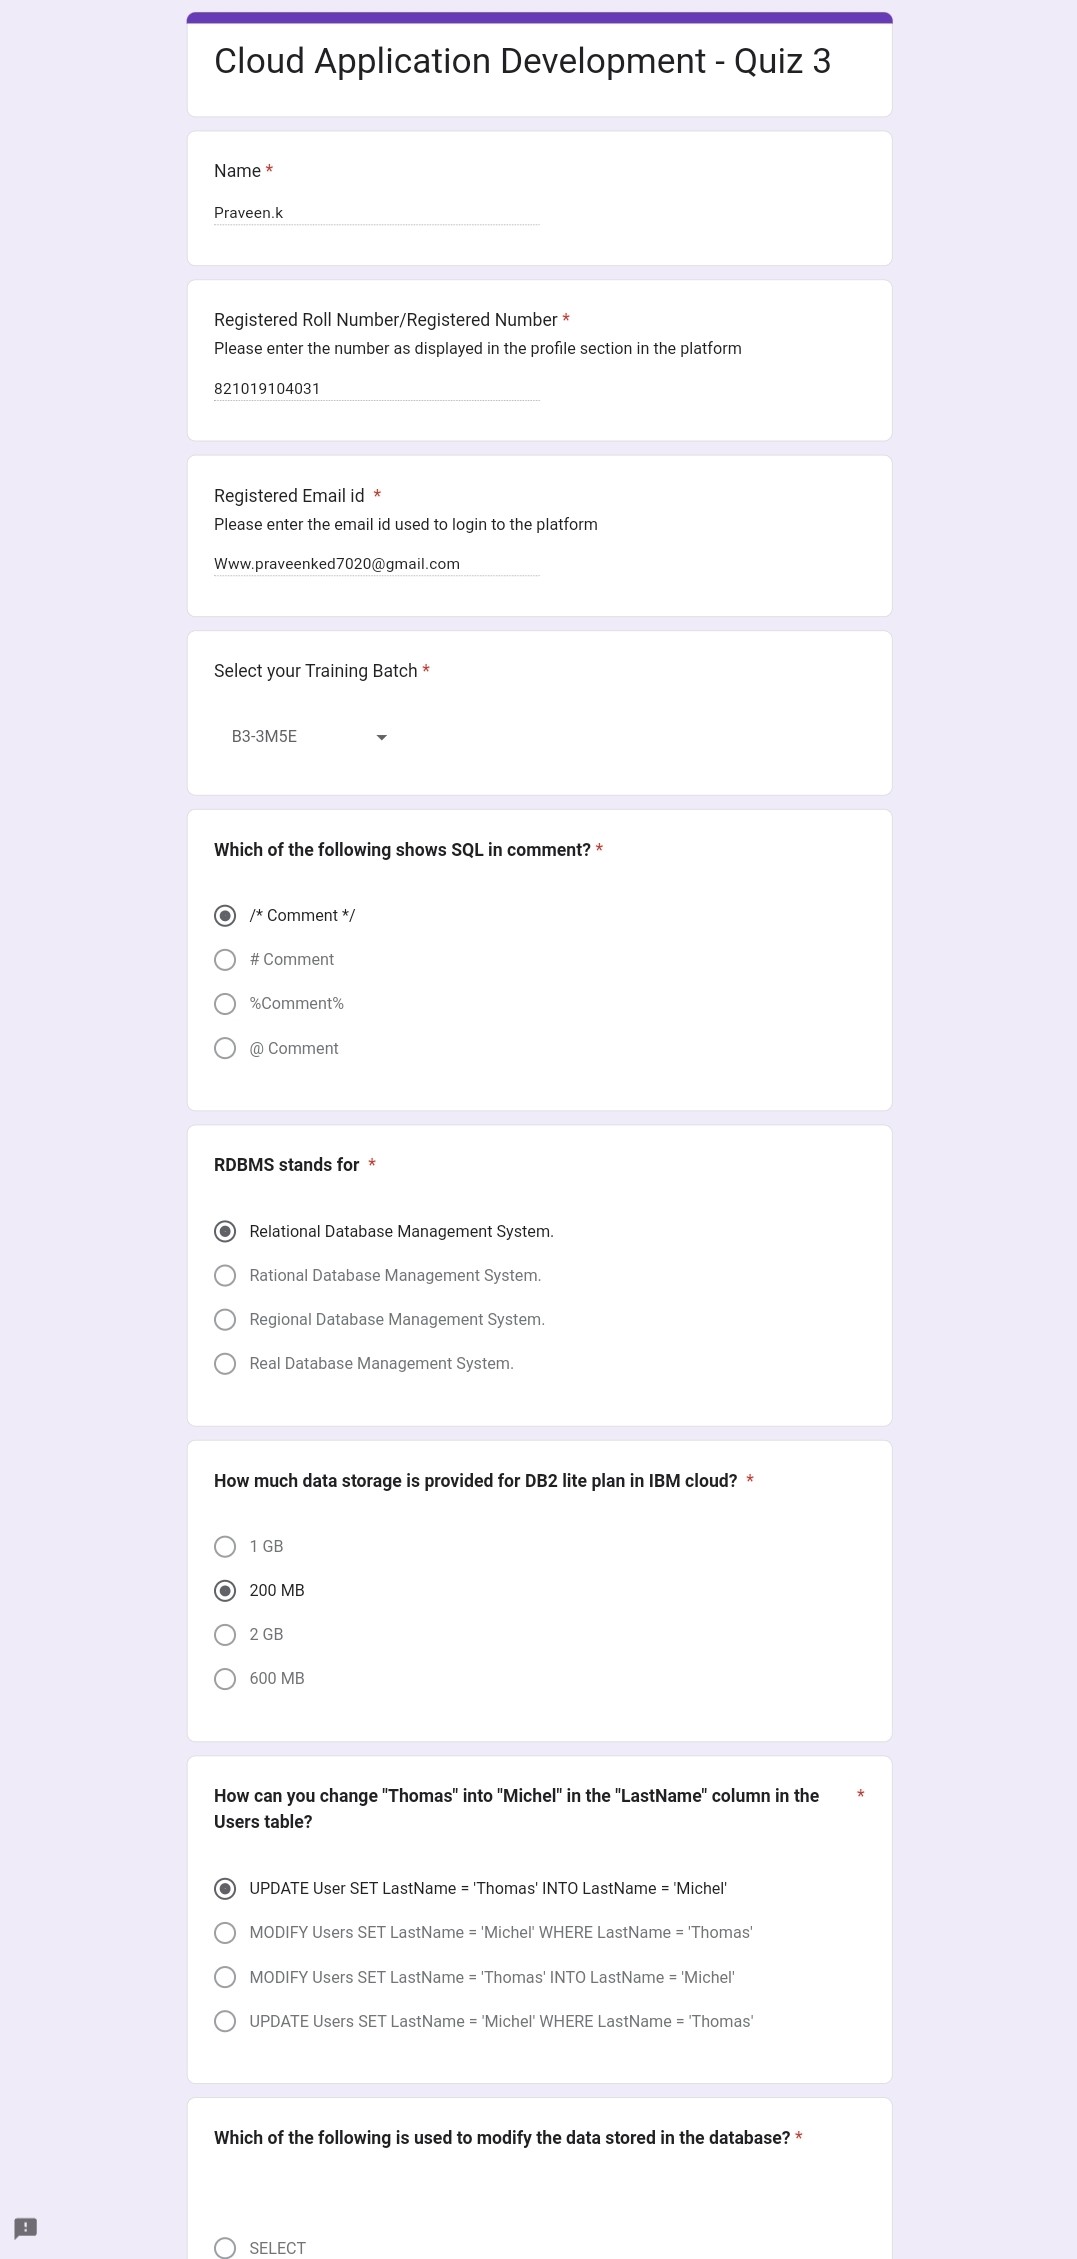 Cloud Application Development - Quiz 3
Name *
Praveen.k
Registered Roll Number/Registered Number *
Please enter the number as displayed in the profile section in the platform
821019104031
Registered Email id *
Please enter the email id used to login to the platform
Www.praveenked7020@gmail.com
Select your Training Batch *
B3-3M5E
Which of the following shows SQL in comment? *
/* Comment */
# Comment
%Comment%
@ Comment
RDBMS stands for *
Relational Database Management System.
Rational Database Management System.
Regional Database Management System.
Real Database Management System.
How much data storage is provided for DB2 lite plan in IBM cloud? *
1 GB
200 MB
2 GB
600 MB
How can you change "Thomas" into "Michel" in the "LastName" column in the *
Users table?
UPDATE User SET LastName = 'Thomas' INTO LastName = 'Michel'
MODIFY Users SET LastName = 'Michel' WHERE LastName = 'Thomas'
MODIFY Users SET LastName = 'Thomas' INTO LastName = 'Michel'
UPDATE Users SET LastName = 'Michel' WHERE LastName = 'Thomas'
Which of the following is used to modify the data stored in the database? *
SELECT